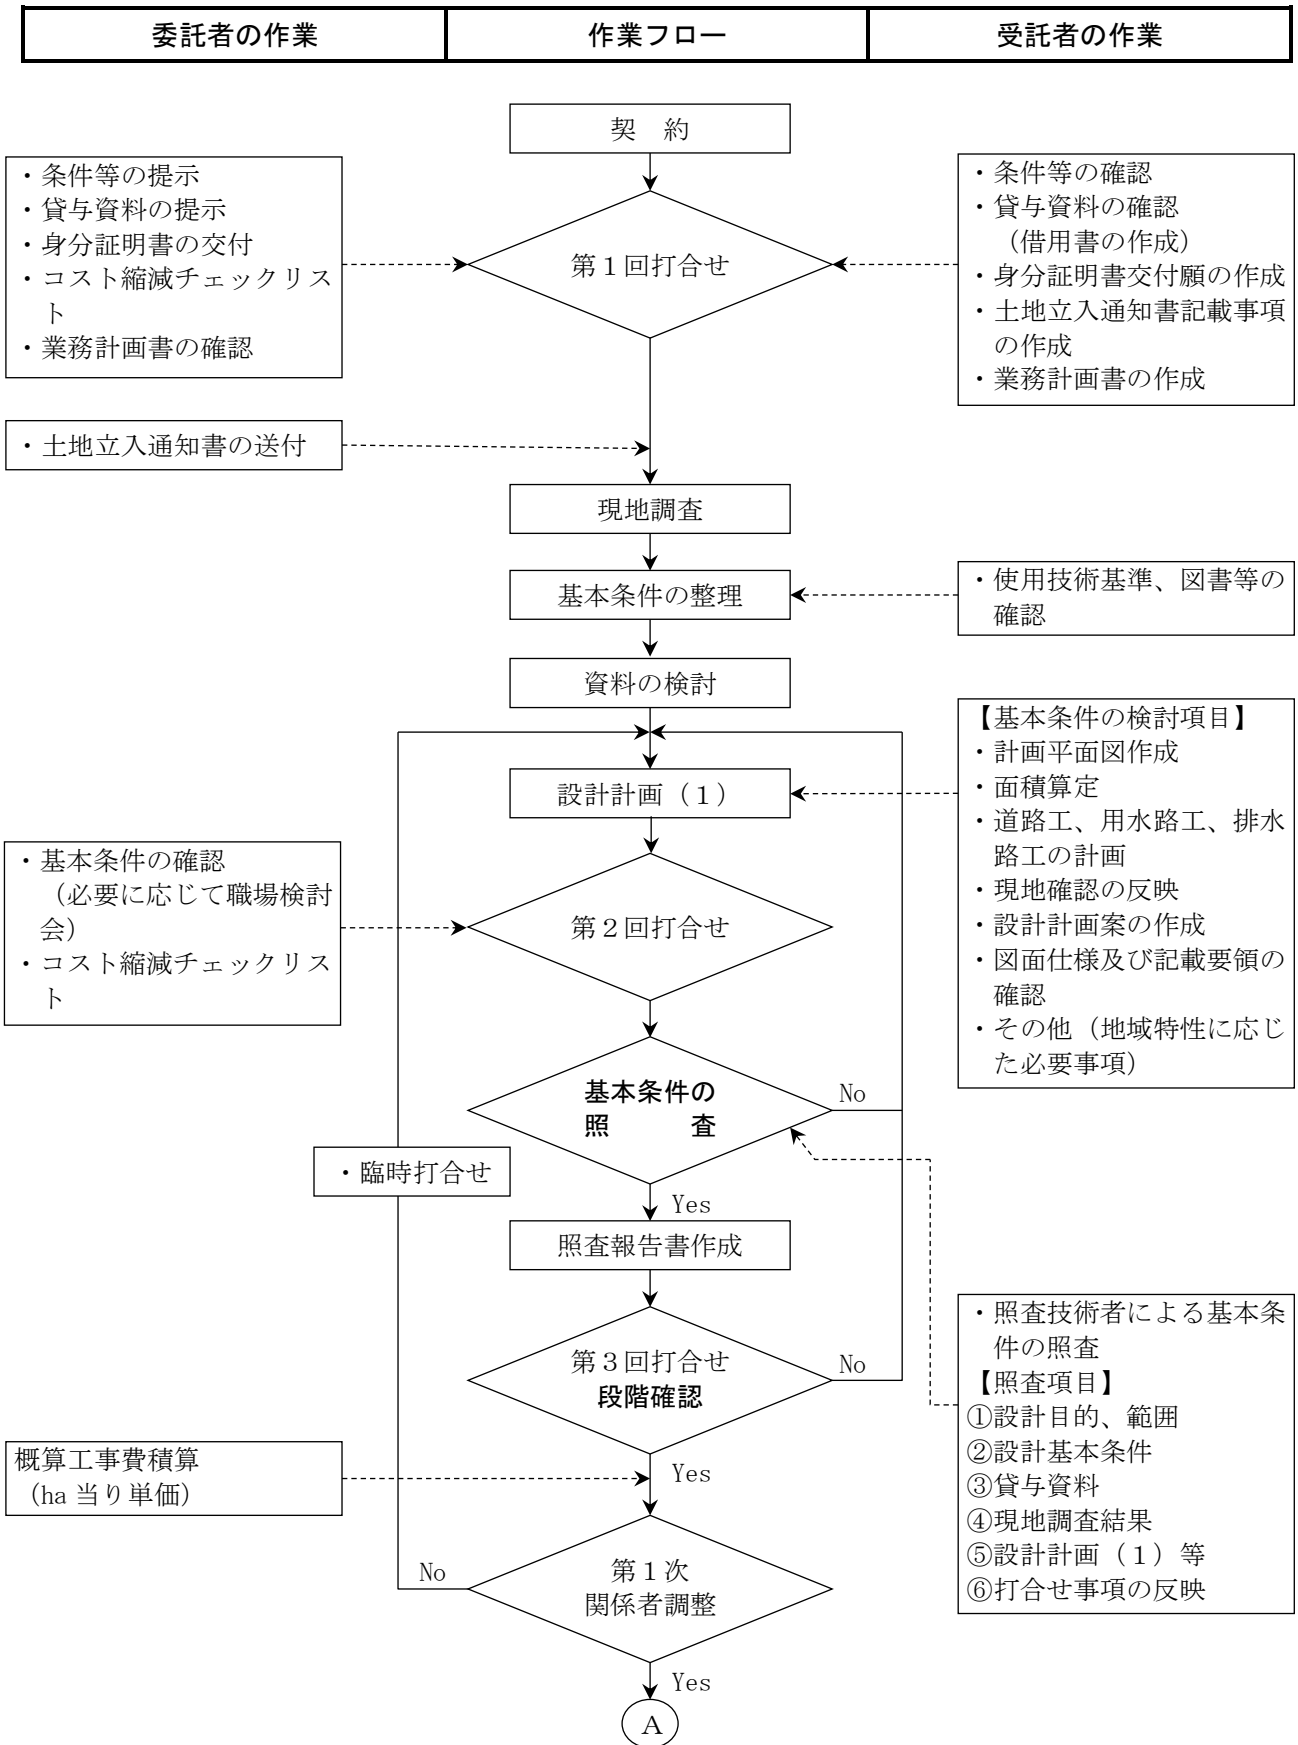 委託者の作業
作業フロー
受託者の作業
契　約
・条件等の提示
・貸与資料の提示
・身分証明書の交付
・コスト縮減チェックリス
ト
・業務計画書の確認
第１回打合せ
・条件等の確認
・貸与資料の確認
（借用書の作成）
・身分証明書交付願の作成
・土地立入通知書記載事項
の作成
・業務計画書の作成
・土地立入通知書の送付
現地調査
基本条件の整理
・使用技術基準、図書等の
確認
資料の検討
設計計画（１）
【基本条件の検討項目】
・計画平面図作成
・面積算定
・道路工、用水路工、排水
路工の計画
・現地確認の反映
・設計計画案の作成
・図面仕様及び記載要領の
確認
・その他（地域特性に応じ
た必要事項）
・基本条件の確認
（必要に応じて職場検討
会）
・コスト縮減チェックリス
ト
第２回打合せ
基本条件の
照　　　査
No
・臨時打合せ
Yes
照査報告書作成
第３回打合せ
段階確認
No
・照査技術者による基本条
件の照査
【照査項目】
①設計目的、範囲
②設計基本条件
③貸与資料
④現地調査結果
⑤設計計画（１）等
⑥打合せ事項の反映
概算工事費積算
（ha 当り単価）
Yes
第１次
関係者調整
No
Yes
A